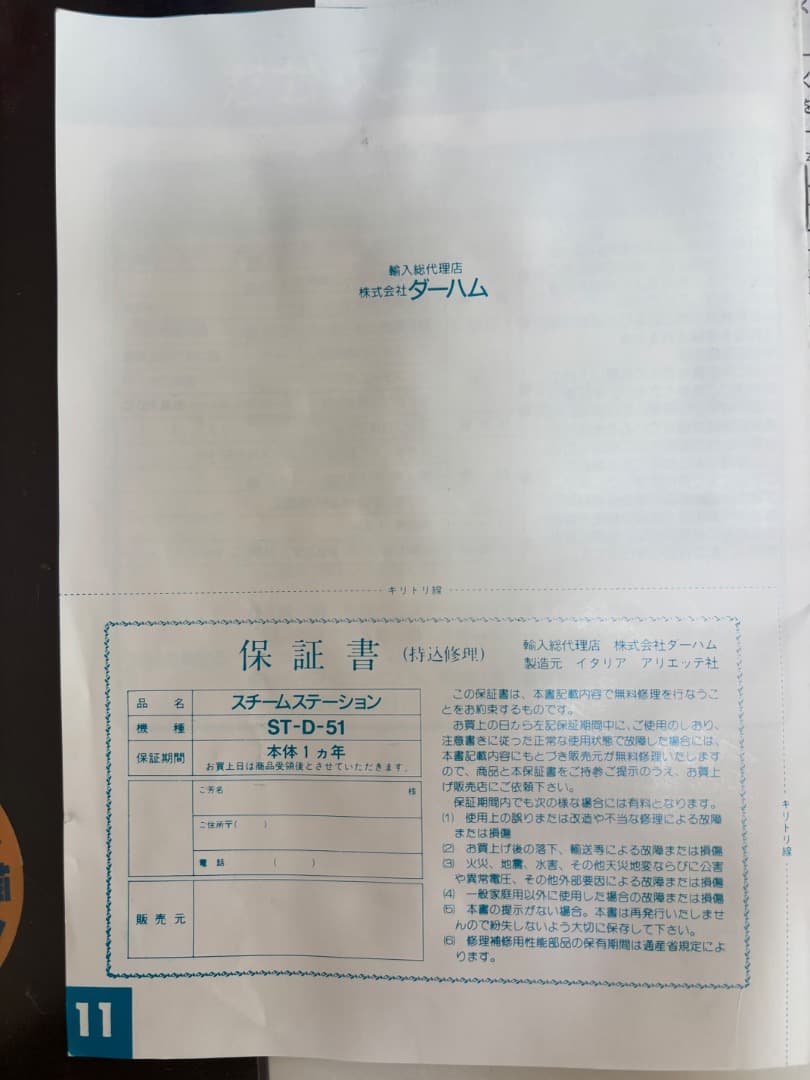 輸入総代理店
株式会社ダーハム
キリトリ線
保証書 (持込修理)
輸入総代理店 株式会社ダーハム
製造元 イタリア アリエッテ社
品名 スチームステーション
機種 ST-D-51
保証期間 本体1ヵ年
お買上日は商品受領後とさせていただきます。
ご芳名 様
ご住所〒( )
電話 ( )
販売元
この保証書は、本書記載内容で無料修理を行なうこ
とをお約束するものです。
お買上の日から左記保証期間中に、ご使用のしおり、
注意書きに従った正常な使用状態で故障した場合には、
本書記載内容にもとづき販売元が無料修理いたします
ので、商品と本保証書をご持参ご提示のうえ、お買上
げ販売店にご依頼下さい。
保証期間内でも次の様な場合には有料となります。
(1) 使用上の誤りまたは改造や不当な修理による故障
または損傷
(2) お買上げ後の落下、輸送等による故障または損傷
(3) 火災、地震、水害、その他天災地変ならびに公害
や異常電圧、その他外部要因による故障または損傷
(4) 一般家庭用以外に使用した場合の故障または損傷
(5) 本書の提示がない場合。本書は再発行いたしませ
んので紛失しないよう大切に保存して下さい。
(6) 修理補修用性能部品の保有期間は通産省規定によ
ります。
キリトリ線
11